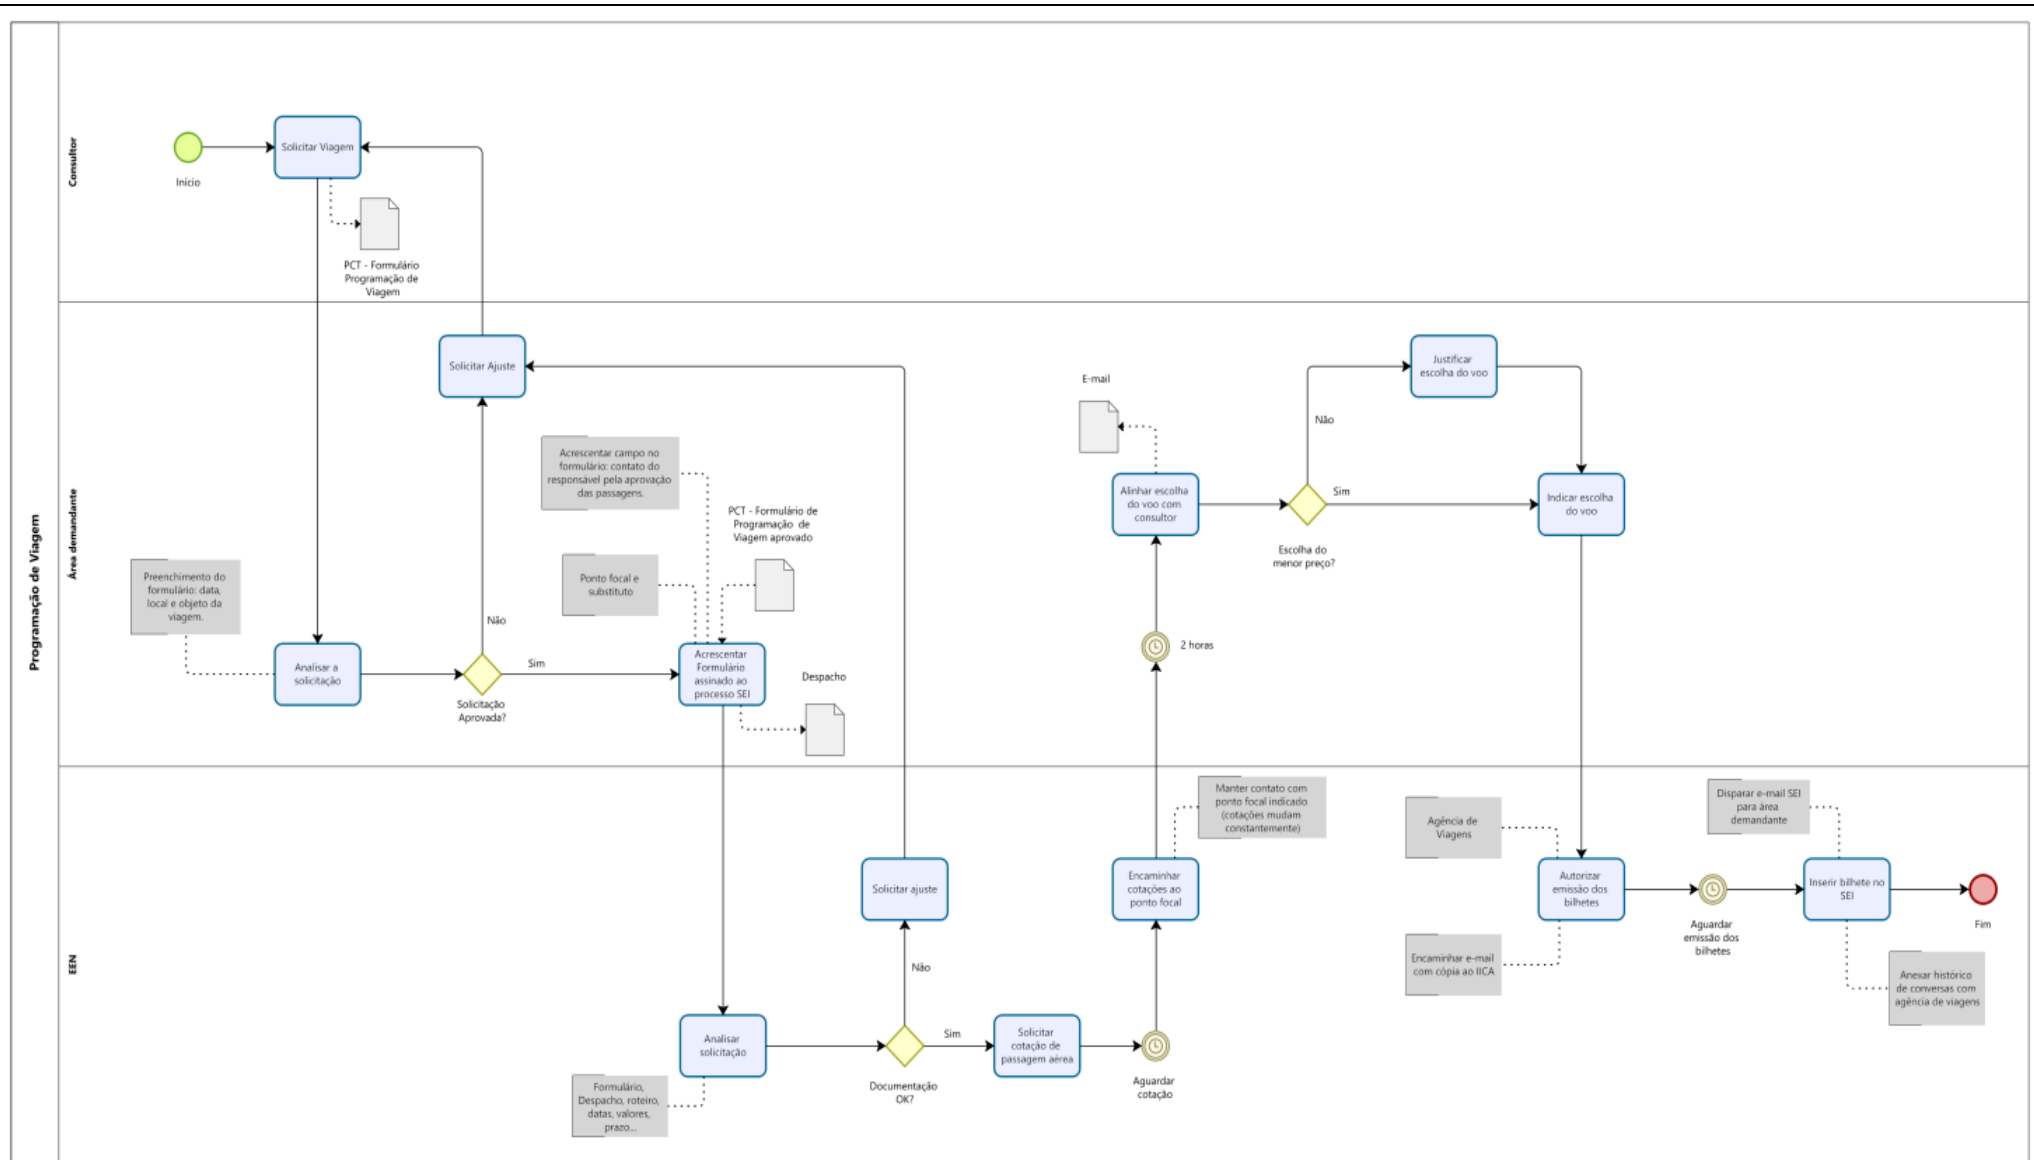 Programação de Viagem
Consultor
Início
Solicitar Viagem
PCT - Formulário
Programação de
Viagem
Área demandante
Solicitar Ajuste
Preenchimento do
formulário: data,
local e objeto da
viagem.
Analisar a
solicitação
Não
Sim
Solicitação
Aprovada?
Acrescentar campo no
formulário: contato do
responsável pela aprovação
das passagens.
Ponto focal e
substituto
PCT - Formulário de
Programação de
Viagem aprovado
Acrescentar
Formulário
assinado ao
processo SEI
Despacho
E-mail
Alinhar escolha
do voo com
consultor
2 horas
Não
Sim
Escolha do
menor preço?
Justificar
escolha do voo
Indicar escolha
do voo
EEN
Analisar
solicitação
Formulário,
Despacho, roteiro,
datas, valores,
prazo...
Solicitar ajuste
Não
Sim
Documentação
OK?
Solicitar
cotação de
passagem aérea
Aguardar
cotação
Encaminhar
cotações ao
ponto focal
Manter contato com
ponto focal indicado
(cotações mudam
constantemente)
Agência de
Viagens
Autorizar
emissão dos
bilhetes
Encaminhar e-mail
com cópia ao IICA
Aguardar
emissão dos
bilhetes
Disparar e-mail SEI
para área
demandante
Inserir bilhete no
SEI
Anexar histórico
de conversas com
agência de viagens
Fim